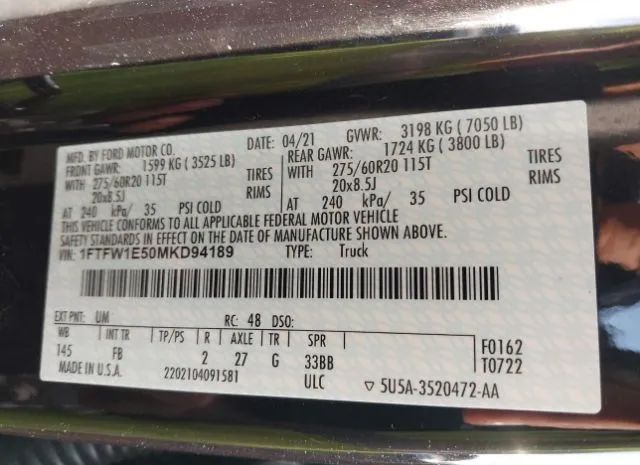 MFD. BY FORD MOTOR CO. DATE: 04/21 GVWR: 3198 KG ( 7050 LB)
FRONT GAWR: 1599 KG ( 3525 LB) REAR GAWR: 1724 KG ( 3800 LB)
WITH 275/60R20 115T TIRES WITH 275/60R20 115T TIRES
20x8.5J RIMS 20x8.5J RIMS
AT 240 kPa/ 35 PSI COLD AT 240 kPa/ 35 PSI COLD
THIS VEHICLE CONFORMS TO ALL APPLICABLE FEDERAL MOTOR VEHICLE
SAFETY STANDARDS IN EFFECT ON THE DATE OF MANUFACTURE SHOWN ABOVE.
VIN: 1FTFW1E50MKD94189 TYPE: Truck
EXT PNT: UM RC: 48 DSO:
WB INT TR TP/PS R AXLE TR SPR F0162
145 FB 2 27 G 33BB T0722
MADE IN U.S.A. 2202104091581 ULC ▽ 5U5A-3520472-AA